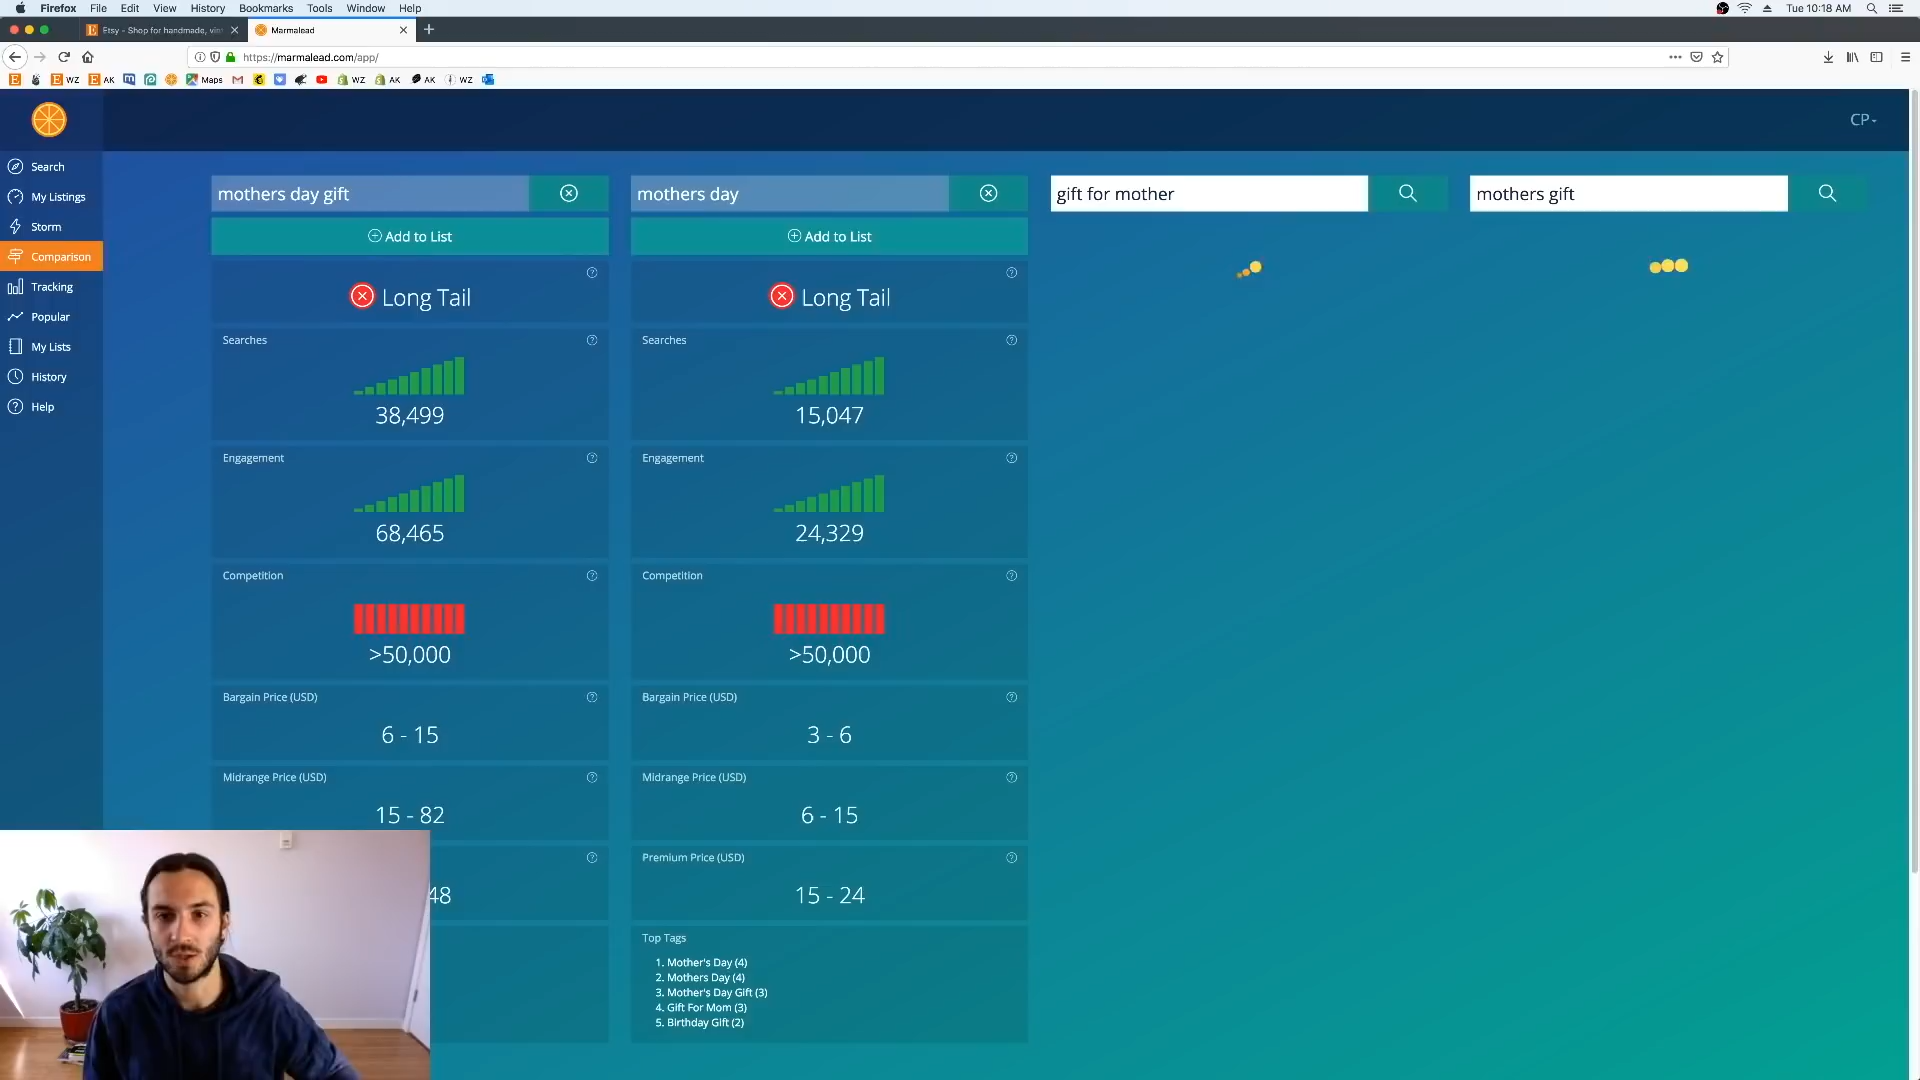 Firefox File Edit View History Bookmarks Tools Window Help Tue 10:18 AM
Etsy - Shop for handmade, vin
Marmalead
https://marmalead.com/app/
WZ AK Maps WZ AK AK WZ
CP
Search
My Listings
Storm
Comparison
Tracking
Popular
My Lists
History
Help
mothers day gift
Add to List
Long Tail
Searches
38,499
Engagement
68,465
Competition
>50,000
Bargain Price (USD)
6 - 15
Midrange Price (USD)
15 - 82
48
mothers day
Add to List
Long Tail
Searches
15,047
Engagement
24,329
Competition
>50,000
Bargain Price (USD)
3 - 6
Midrange Price (USD)
6 - 15
Premium Price (USD)
15 - 24
Top Tags
1. Mother's Day (4)
2. Mothers Day (4)
3. Mother's Day Gift (3)
4. Gift For Mom (3)
5. Birthday Gift (2)
gift for mother
mothers gift